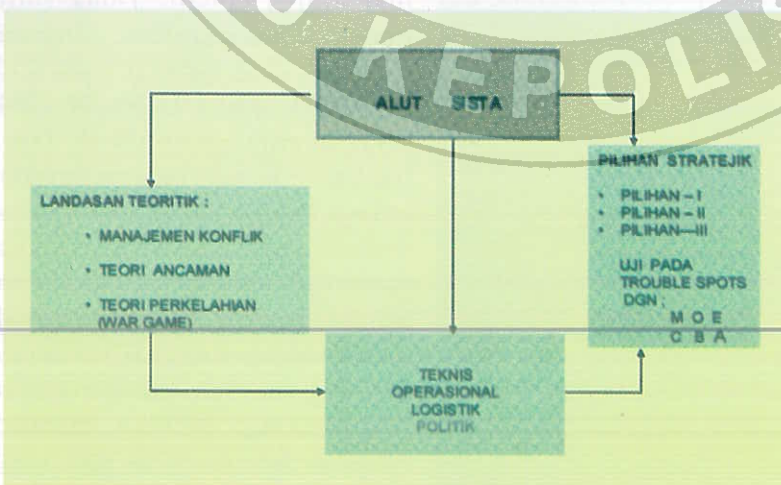 KEPOLI
ALUT SISTA
LANDASAN TEORITIK :
• MANAJEMEN KONFLIK
• TEORI ANCAMAN
• TEORI PERKELAHIAN
(WAR GAME)
PILIHAN STRATEJIK
• PILIHAN – I
• PILIHAN – II
• PILIHAN—III
UJI PADA
TROUBLE SPOTS
DGN ;
M O E
C B A
TEKNIS
OPERASIONAL
LOGISTIK
POLITIK